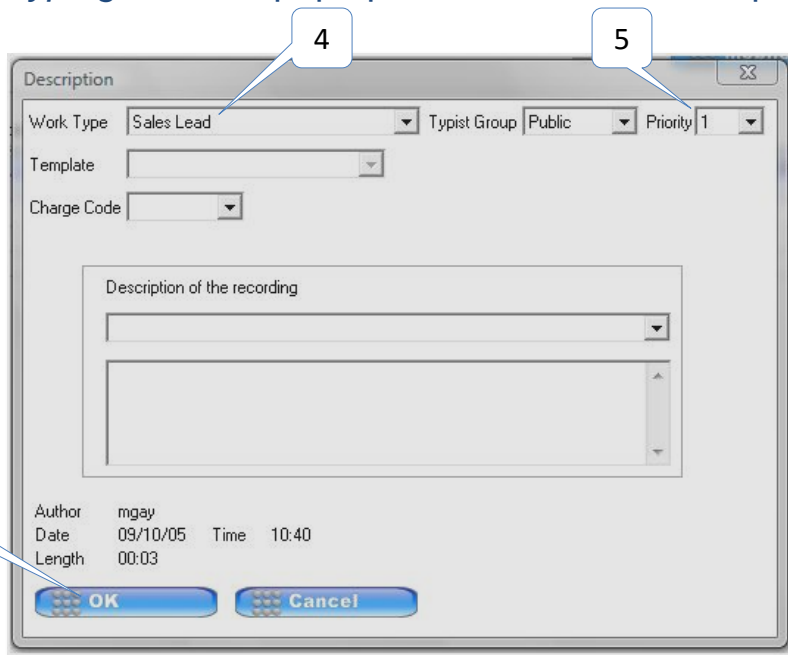 4 5
Description
Work Type Sales Lead Typist Group Public Priority 1
Template
Charge Code
Description of the recording
Author mgay
Date 09/10/05 Time 10:40
Length 00:03
OK Cancel